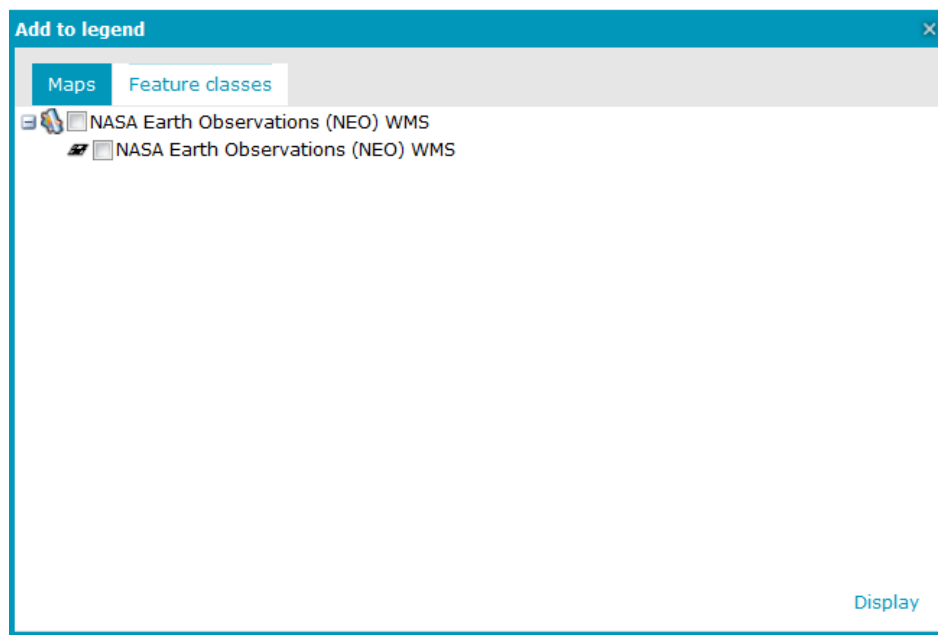 Add to legend
Maps Feature classes
NASA Earth Observations (NEO) WMS
NASA Earth Observations (NEO) WMS
Display